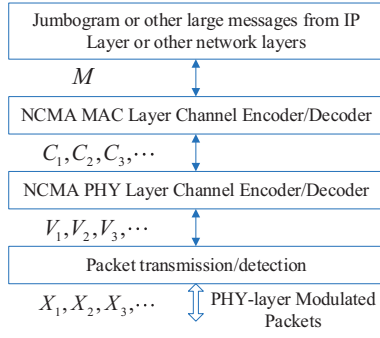 Jumbogram or other large messages from IP
Layer or other network layers
M
NCMA MAC Layer Channel Encoder/Decoder
C₁, C₂, C₃, ⋯
NCMA PHY Layer Channel Encoder/Decoder
V₁, V₂, V₃, ⋯
Packet transmission/detection
X₁, X₂, X₃, ⋯
PHY-layer Modulated
Packets